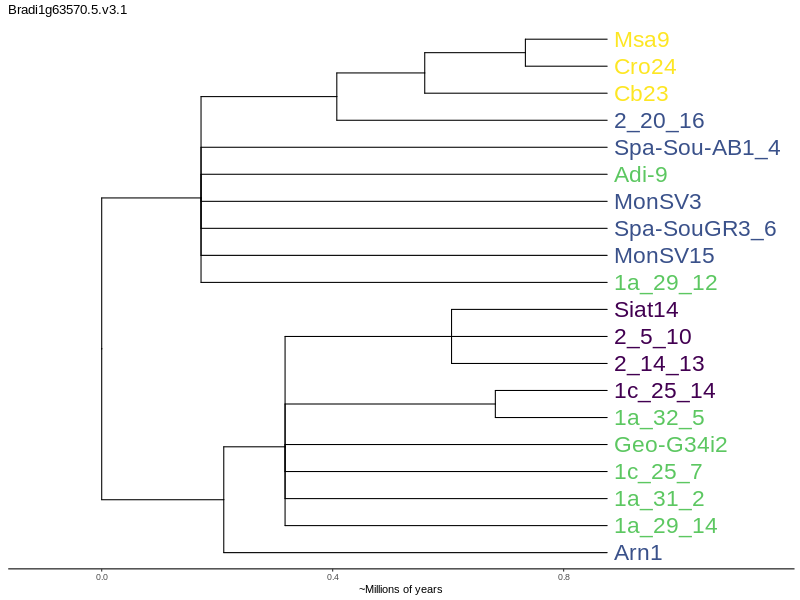 Bradi1g63570.5.v3.1
Msa9
Cro24
Cb23
2_20_16
Spa-Sou-AB1_4
Adi-9
MonSV3
Spa-SouGR3_6
MonSV15
1a_29_12
Siat14
2_5_10
2_14_13
1c_25_14
1a_32_5
Geo-G34i2
1c_25_7
1a_31_2
1a_29_14
Arn1
0.0 0.4 0.8
~Millions of years